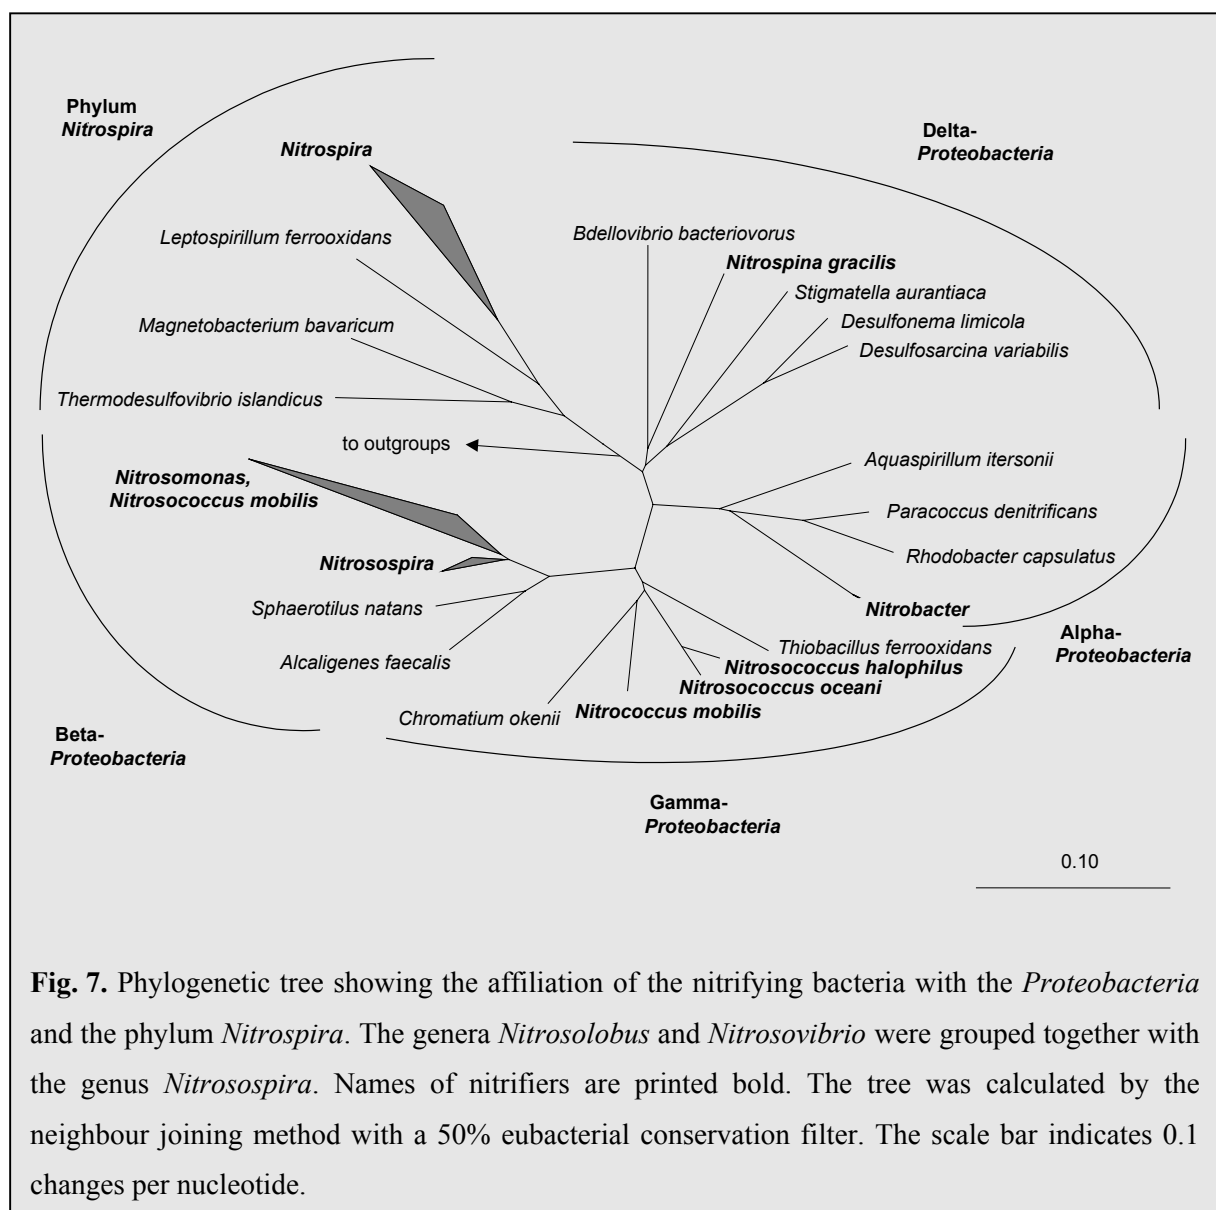 Phylum
Nitrospira
Nitrospira
Delta-
Proteobacteria
Leptospirillum ferrooxidans
Bdellovibrio bacteriovorus
Nitrospina gracilis
Stigmatella aurantiaca
Magnetobacterium bavaricum
Desulfonema limicola
Desulfosarcina variabilis
Thermodesulfovibrio islandicus
to outgroups
Aquaspirillum itersonii
Nitrosomonas,
Nitrosococcus mobilis
Paracoccus denitrificans
Rhodobacter capsulatus
Nitrosospira
Sphaerotilus natans
Nitrobacter
Alpha-
Proteobacteria
Alcaligenes faecalis
Thiobacillus ferrooxidans
Nitrosococcus halophilus
Nitrosococcus oceani
Chromatium okenii
Nitrococcus mobilis
Beta-
Proteobacteria
Gamma-
Proteobacteria
0.10
Fig. 7. Phylogenetic tree showing the affiliation of the nitrifying bacteria with the Proteobacteria
and the phylum Nitrospira. The genera Nitrosolobus and Nitrosovibrio were grouped together with
the genus Nitrosospira. Names of nitrifiers are printed bold. The tree was calculated by the
neighbour joining method with a 50% eubacterial conservation filter. The scale bar indicates 0.1
changes per nucleotide.